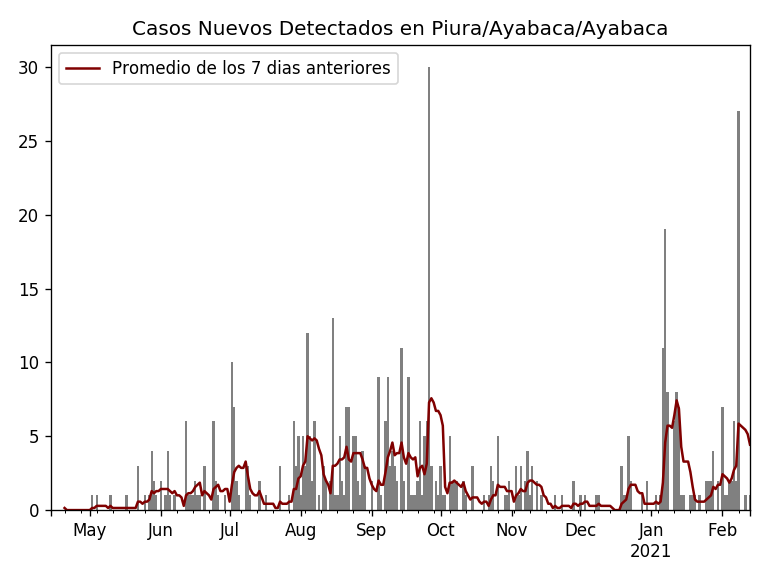 Casos Nuevos Detectados en Piura/Ayabaca/Ayabaca
Promedio de los 7 dias anteriores
30
25
20
15
10
5
0
May Jun Jul Aug Sep Oct Nov Dec Jan Feb
2021